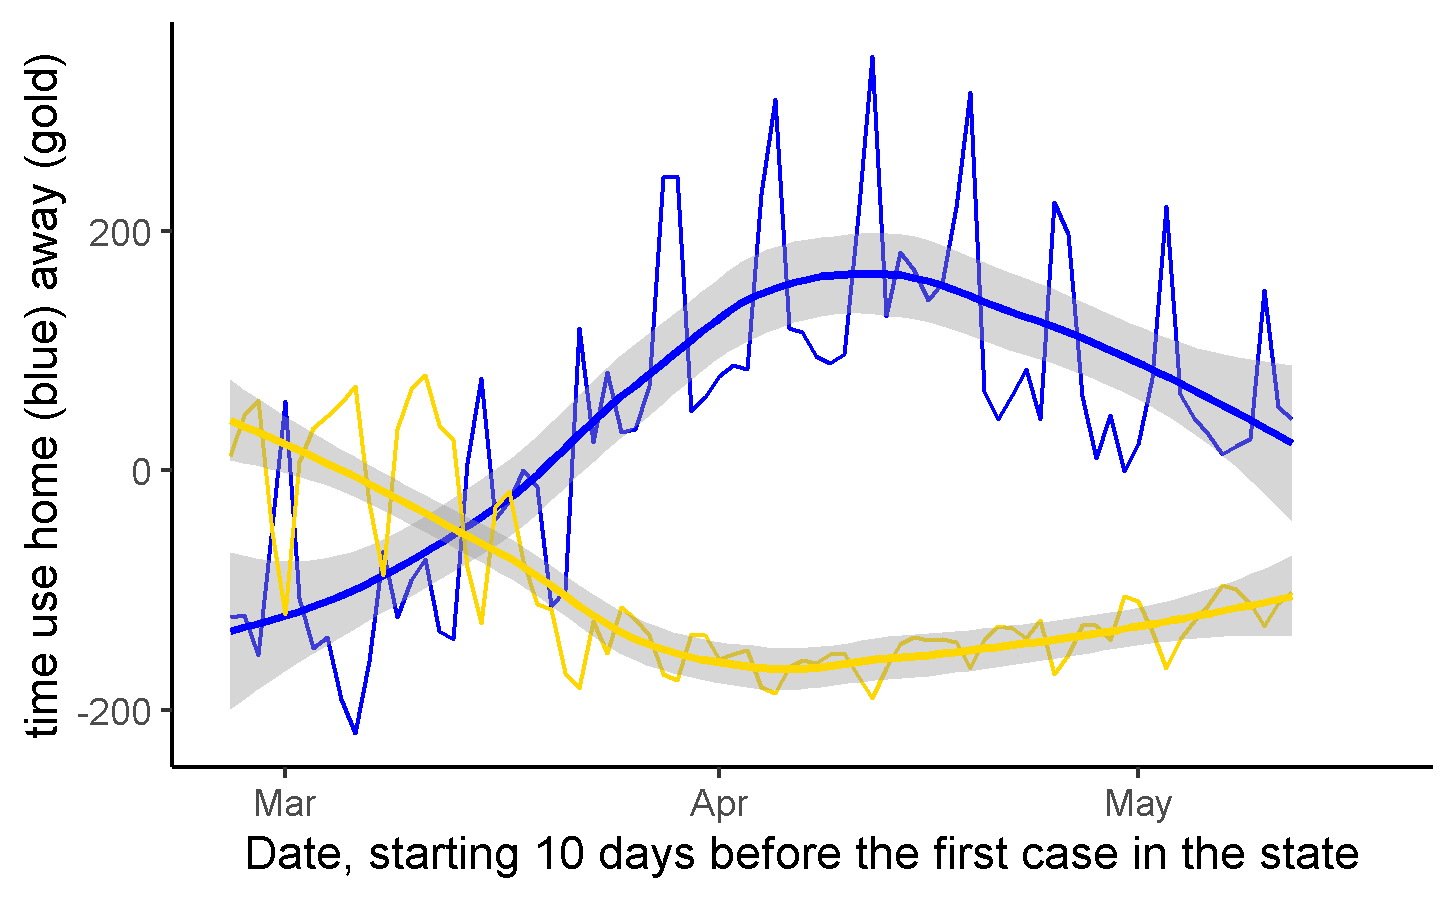 time use home (blue) away (gold)
200
0
-200
Mar Apr May
Date, starting 10 days before the first case in the state